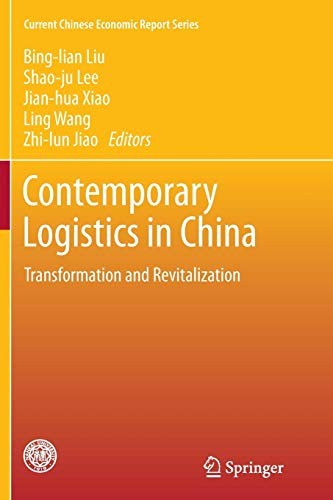 Current Chinese Economic Report Series
Bing-lian Liu
Shao-ju Lee
Jian-hua Xiao
Ling Wang
Zhi-lun Jiao   Editors
Contemporary
Logistics in China
Transformation and Revitalization
Springer